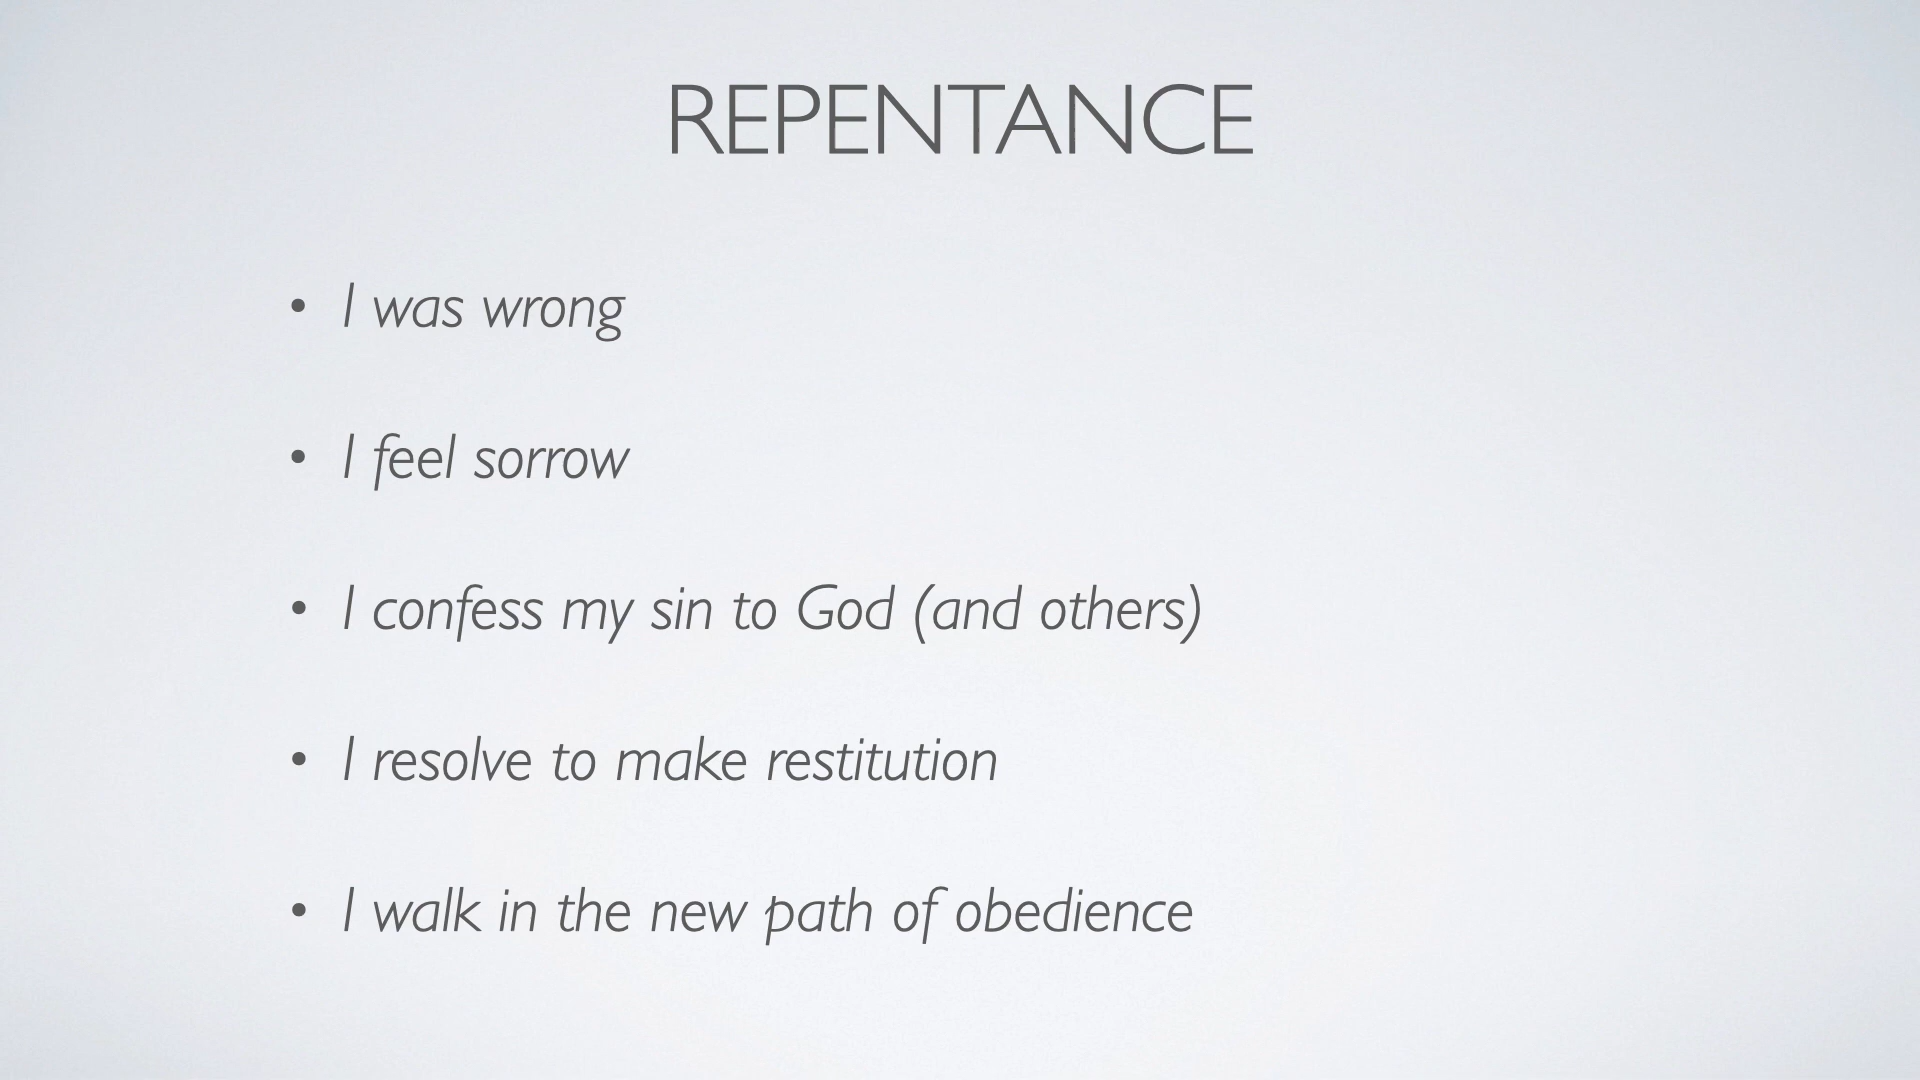 REPENTANCE
• I was wrong
• I feel sorrow
• I confess my sin to God (and others)
• I resolve to make restitution
• I walk in the new path of obedience